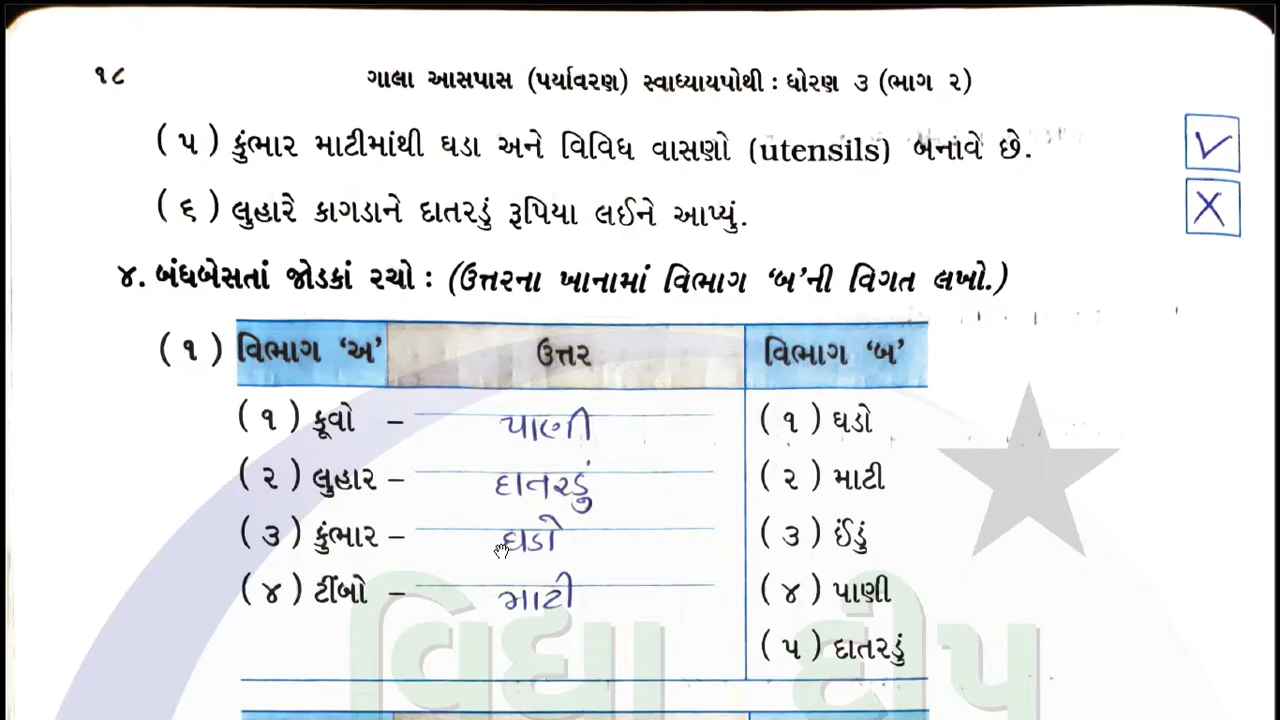 ૧૮ ગાલા આસપાસ (પર્યાવરણ) સ્વાધ્યાયપોથી : ધોરણ ૩ (ભાગ ૨)
(૫) કુંભાર માટીમાંથી ઘડા અને વિવિધ વાસણો (utensils) બનાવે છે. ✓
(૬) લુહારે કાગડાને દાતરડું રૂપિયા લઈને આપ્યું. X
૪. બંધબેસતાં જોડકાં રચો : (ઉત્તરના ખાનામાં વિભાગ ‘બ’ની વિગત લખો.)
(૧) વિભાગ ‘અ’ ઉત્તર વિભાગ ‘બ’
(૧) કૂવો – પાણી (૧) ઘડો
(૨) લુહાર – દાતરડું (૨) માટી
(૩) કુંભાર – ઘડો (૩) ઈંડું
(૪) ટીંબો – માટી (૪) પાણી
(૫) દાતરડું
વિદ્યા દીપ